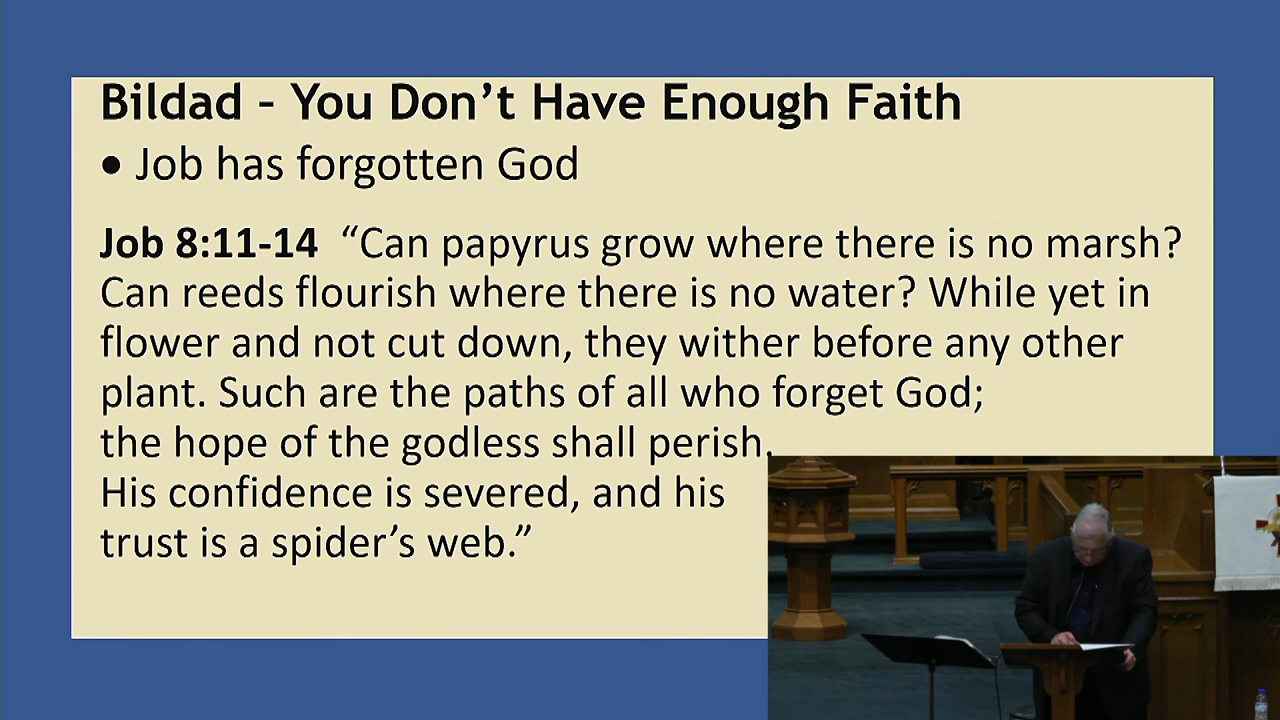 Bildad – You Don’t Have Enough Faith
• Job has forgotten God
Job 8:11-14 “Can papyrus grow where there is no marsh?
Can reeds flourish where there is no water? While yet in
flower and not cut down, they wither before any other
plant. Such are the paths of all who forget God;
the hope of the godless shall perish.
His confidence is severed, and his
trust is a spider’s web.”